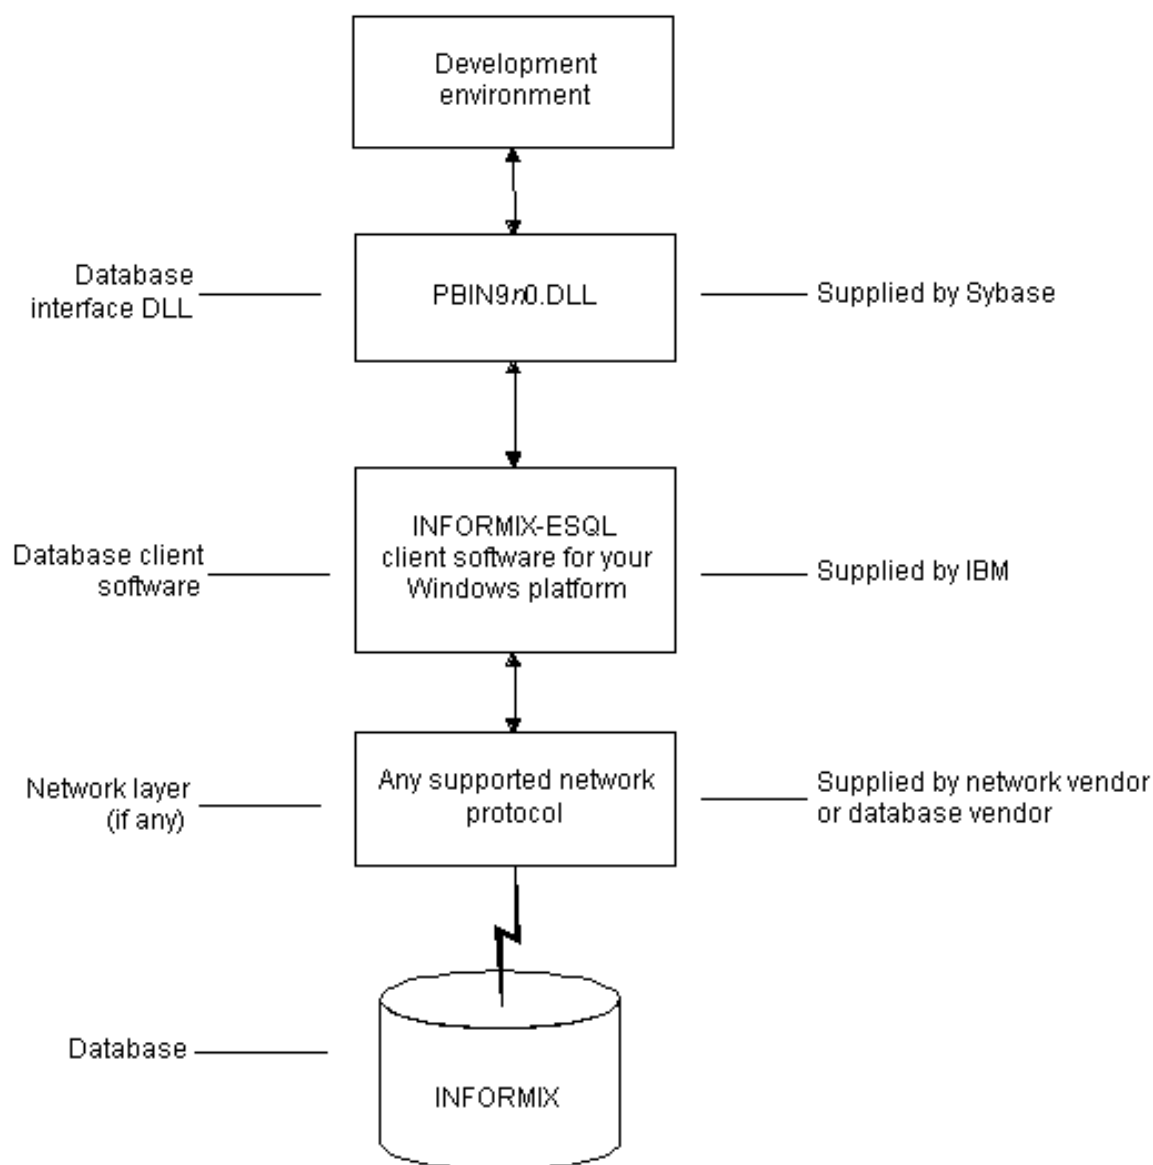 Development
environment
Database
interface DLL
PBIN9n0.DLL
Supplied by Sybase
Database client
software
INFORMIX-ESQL
client software for your
Windows platform
Supplied by IBM
Network layer
(if any)
Any supported network
protocol
Supplied by network vendor
or database vendor
Database
INFORMIX